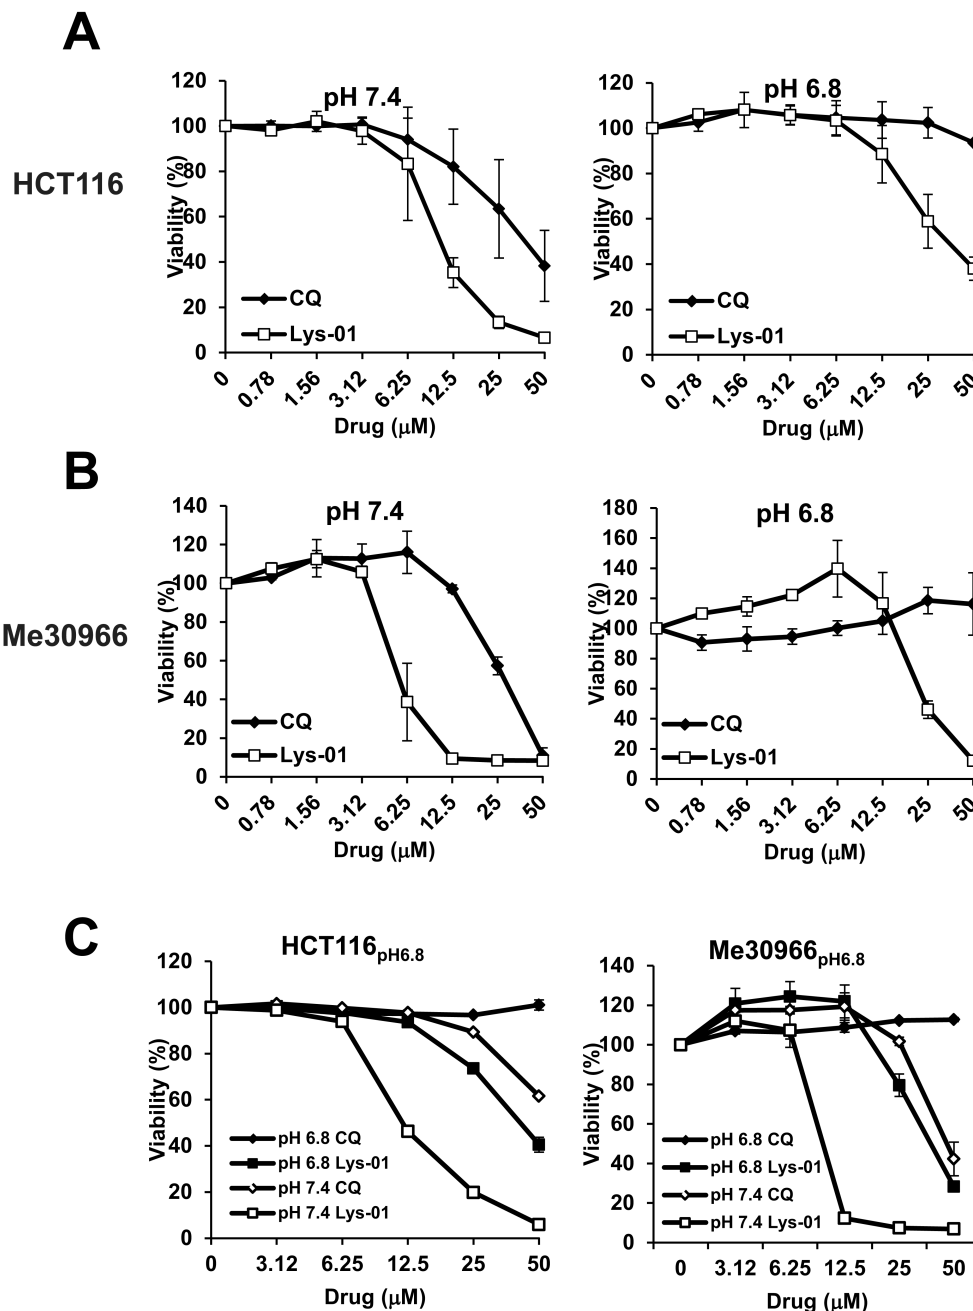 A
HCT116
pH 7.4
120
100
80
60
40
20
0
Viability (%)
CQ
Lys-01
0 0.78 1.56 3.12 6.25 12.5 25 50
Drug (μM)
pH 6.8
120
100
80
60
40
20
0
Viability (%)
CQ
Lys-01
0 0.78 1.56 3.12 6.25 12.5 25 50
Drug (μM)
B
Me30966
pH 7.4
140
120
100
80
60
40
20
0
Viability (%)
CQ
Lys-01
0 0.78 1.56 3.12 6.25 12.5 25 50
Drug (μM)
pH 6.8
180
160
140
120
100
80
60
40
20
0
Viability (%)
CQ
Lys-01
0 0.78 1.56 3.12 6.25 12.5 25 50
Drug (μM)
C
HCT116pH6.8
120
100
80
60
40
20
0
Viability (%)
pH 6.8 CQ
pH 6.8 Lys-01
pH 7.4 CQ
pH 7.4 Lys-01
0 3.12 6.25 12.5 25 50
Drug (μM)
Me30966pH6.8
140
120
100
80
60
40
20
0
Viability (%)
pH 6.8 CQ
pH 6.8 Lys-01
pH 7.4 CQ
pH 7.4 Lys-01
0 3.12 6.25 12.5 25 50
Drug (μM)